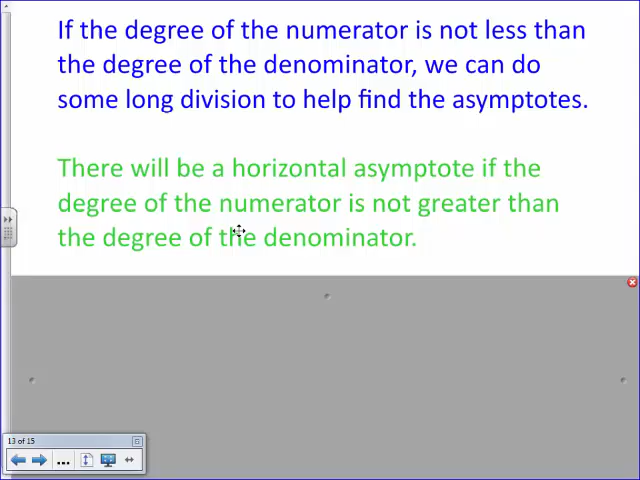 If the degree of the numerator is not less than
the degree of the denominator, we can do
some long division to help find the asymptotes.
There will be a horizontal asymptote if the
degree of the numerator is not greater than
the degree of the denominator.
13 of 15